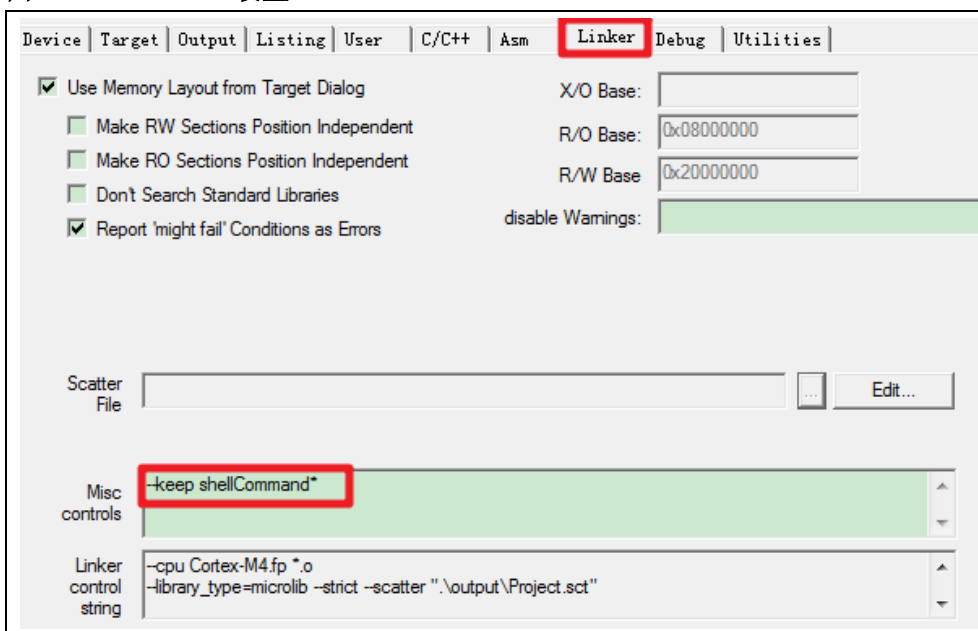 Device | Target | Output | Listing | User | C/C++ | Asm | Linker | Debug | Utilities
Use Memory Layout from Target Dialog
X/O Base:
Make RW Sections Position Independent
R/O Base: 0x08000000
Make RO Sections Position Independent
R/W Base 0x20000000
Don't Search Standard Libraries
disable Warnings:
Report 'might fail' Conditions as Errors
Scatter
File
...
Edit...
Misc
controls
--keep shellCommand*
Linker
control
string
--cpu Cortex-M4.fp *.o
--library_type=microlib --strict --scatter ".\output\Project.sct"